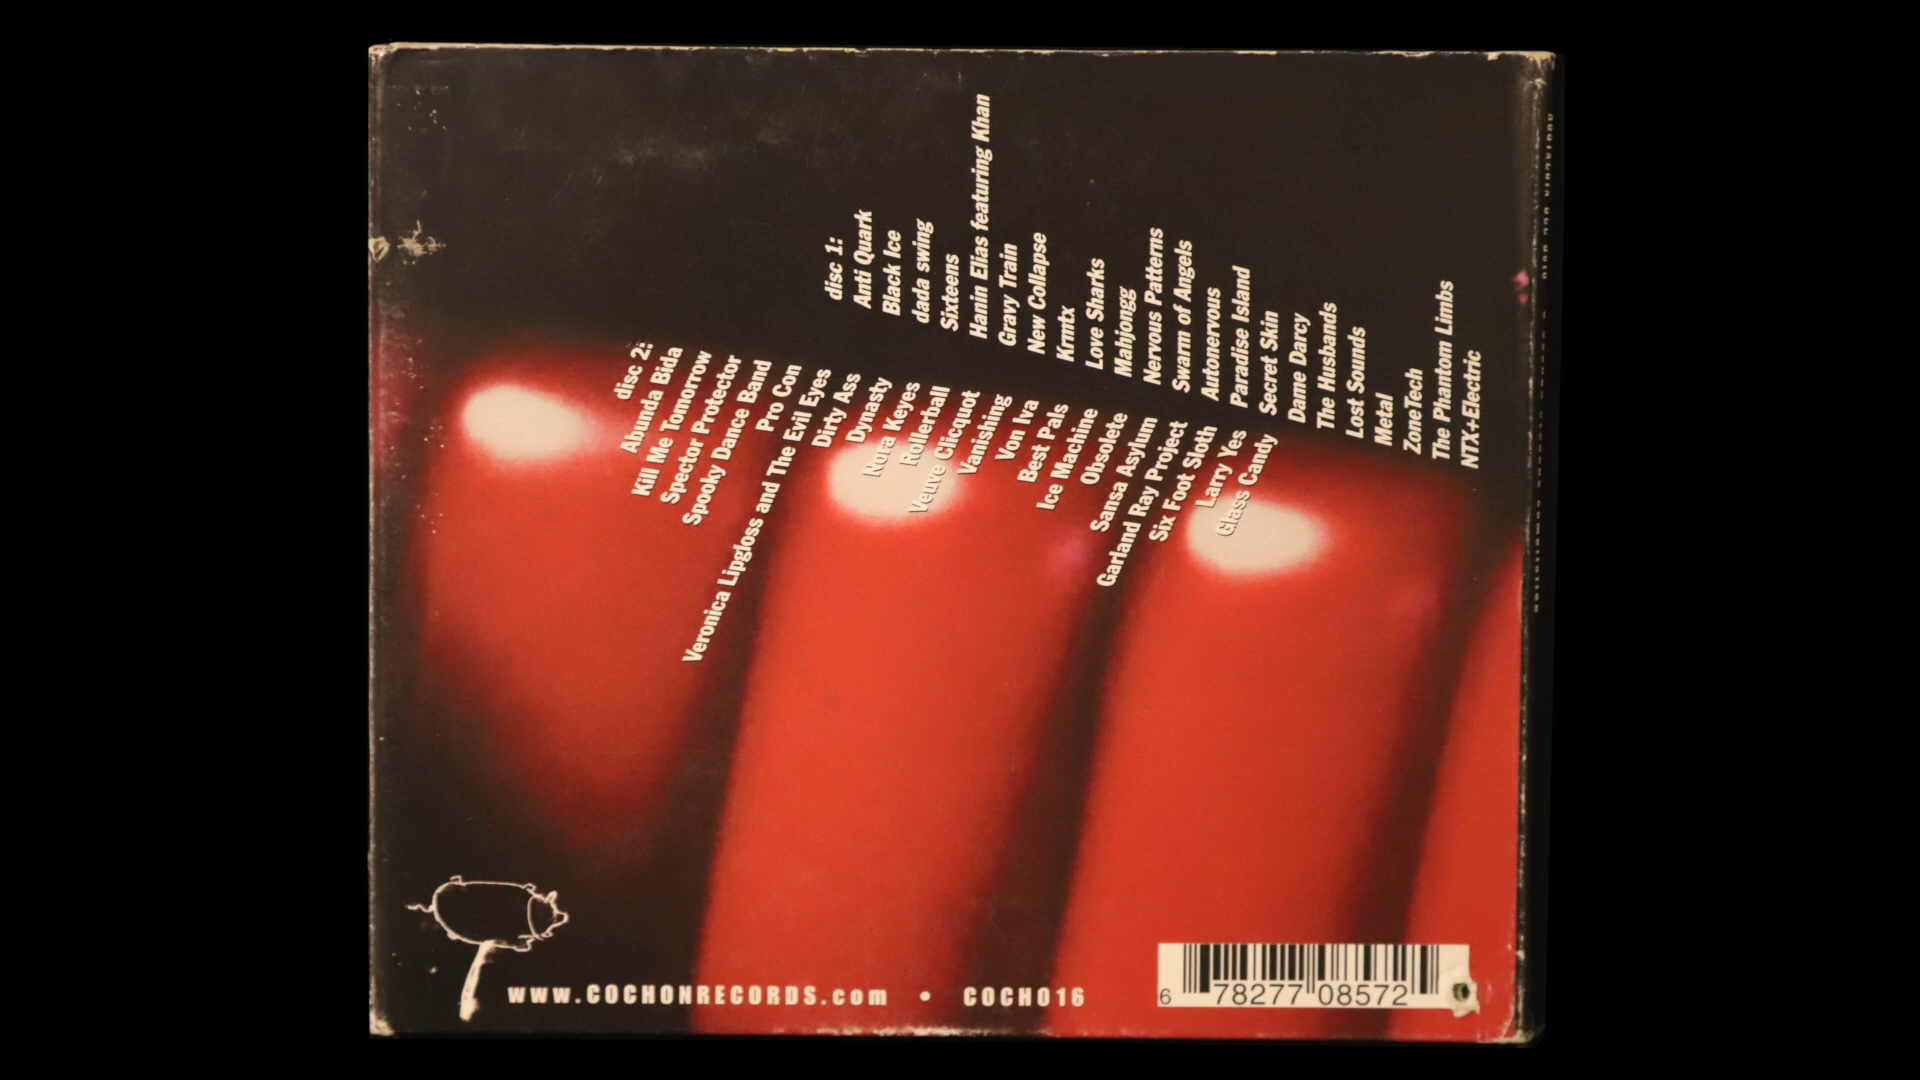 disc 1:
Anti Quark
Black Ice
dada swing
Sixteens
Hanin Elias featuring Khan
Gravy Train
New Collapse
Krmtx
Love Sharks
Mahjongg
Nervous Patterns
Swarm of Angels
Autonervous
Paradise Island
Secret Skin
Dame Darcy
The Husbands
Lost Sounds
Metal
ZoneTech
The Phantom Limbs
NTX+Electric
disc 2:
Abunda Bida
Kill Me Tomorrow
Spector Protector
Spooky Dance Band
Pro Con
Veronica Lipgloss and The Evil Eyes
Dirty Ass
Dynasty
Nora Keyes
Rollerball
Veuve Clicquot
Vanishing
Von Iva
Best Pals
Ice Machine
Obsolete
Sansa Asylum
Garland Ray Project
Six Foot Sloth
Larry Yes
Glass Candy
www.COCHONRECORDS.com • COCH016
6 78277 08572